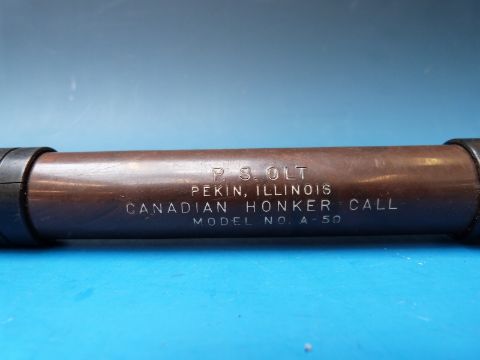 P. S. OLT
PEKIN, ILLINOIS
CANADIAN HONKER CALL
MODEL NO. A-50